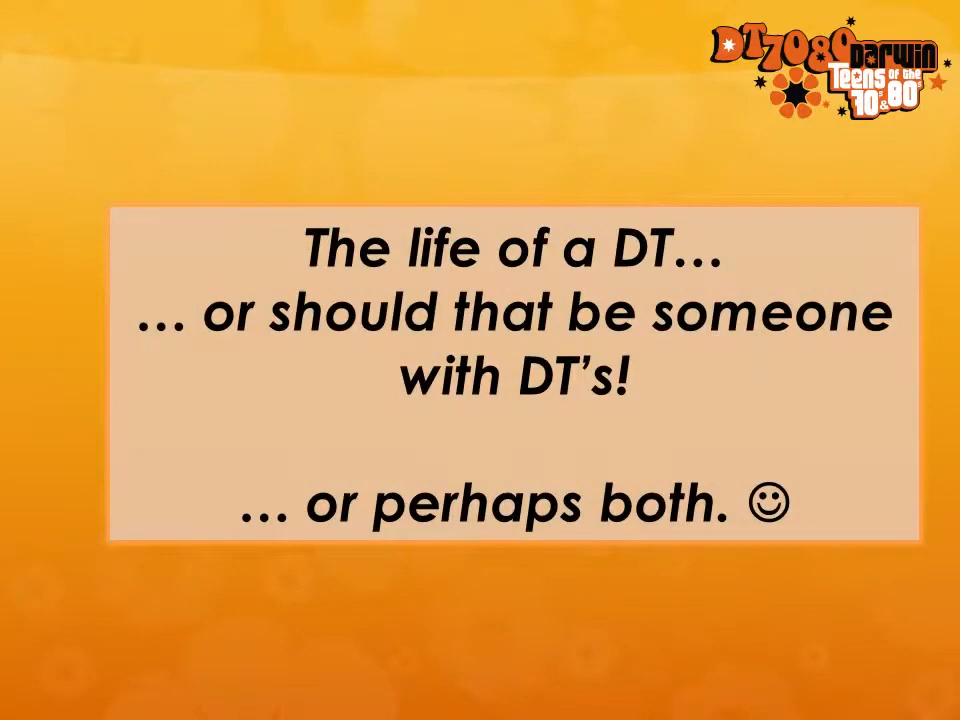 DT7080 Darwin
Teens of the
70s & 80s
The life of a DT…
… or should that be someone
with DT’s!
… or perhaps both. ☺